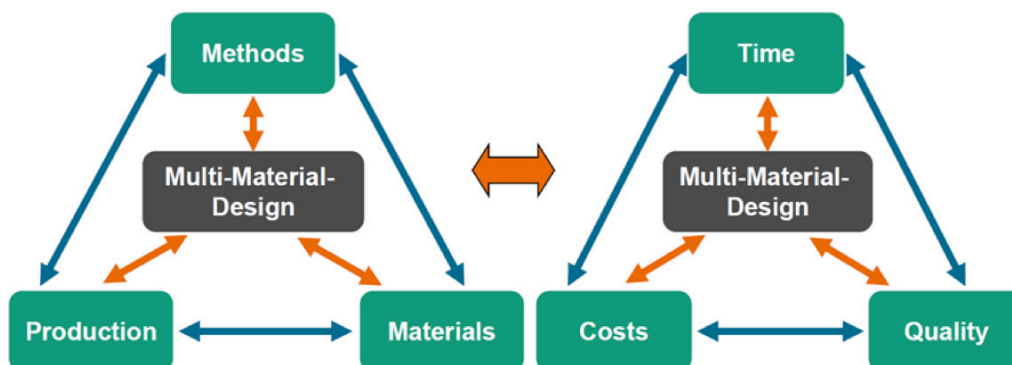 Methods
Multi-Material-
Design
Production
Materials
Time
Multi-Material-
Design
Costs
Quality